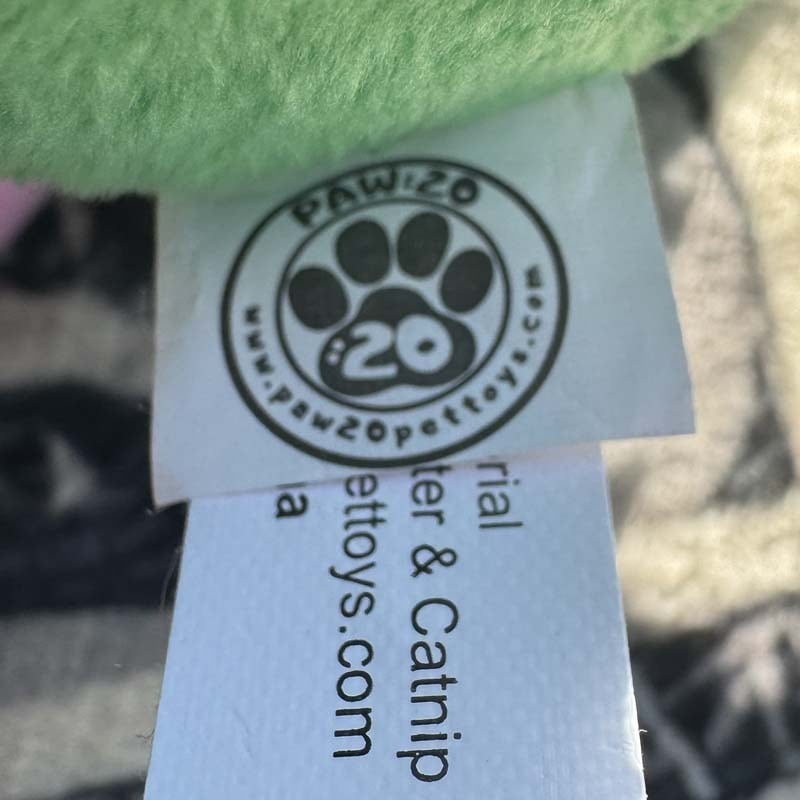 PAW:20
20
www.paw20pettoys.com
rial
ter & Catnip
ettoys.com
a